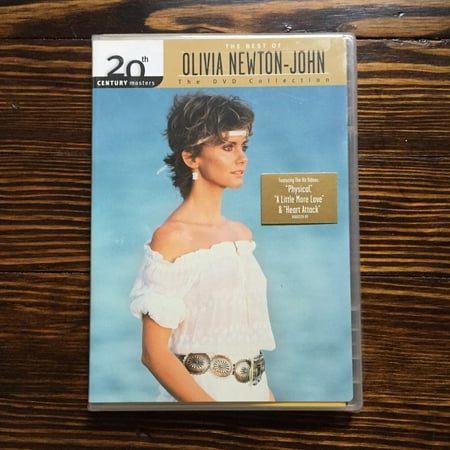 THE BEST OF
OLIVIA NEWTON-JOHN
The DVD Collection
20th
CENTURY masters
Featuring The Hit Videos:
"Physical,"
"A Little More Love"
& "Heart Attack"